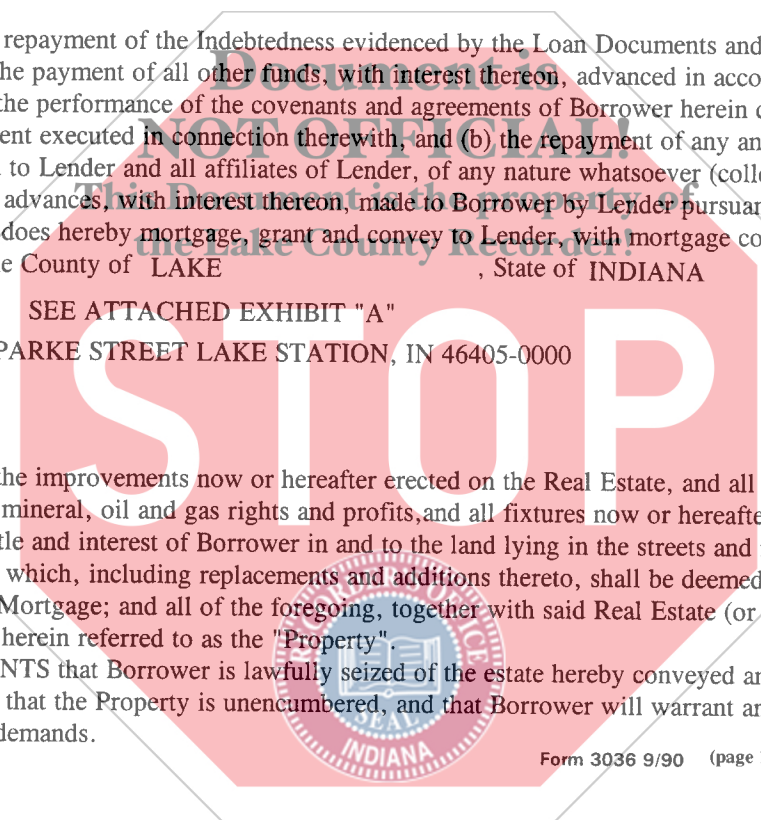 repayment of the Indebtedness evidenced by the Loan Documents and
Document is
the payment of all other funds, with interest thereon, advanced in acco
the performance of the covenants and agreements of Borrower herein
NOT OFFICIAL!
ent executed in connection therewith, and (b) the repayment of any an
to Lender and all affiliates of Lender, of any nature whatsoever (colle
This Document is the property of
advances, with interest thereon, made to Borrower by Lender pursuan
the Lake County Recorder!
does hereby mortgage, grant and convey to Lender, with mortgage co
e County of LAKE , State of INDIANA
SEE ATTACHED EXHIBIT "A"
PARKE STREET LAKE STATION, IN 46405-0000
STOP
the improvements now or hereafter erected on the Real Estate, and all
mineral, oil and gas rights and profits,and all fixtures now or hereafte
tle and interest of Borrower in and to the land lying in the streets and
which, including replacements and additions thereto, shall be deemed
Mortgage; and all of the foregoing, together with said Real Estate (or
herein referred to as the "Property".
NTS that Borrower is lawfully seized of the estate hereby conveyed an
that the Property is unencumbered, and that Borrower will warrant an
demands.
RECORDER'S OFFICE
SEAL
INDIANA
Form 3036 9/90 (page